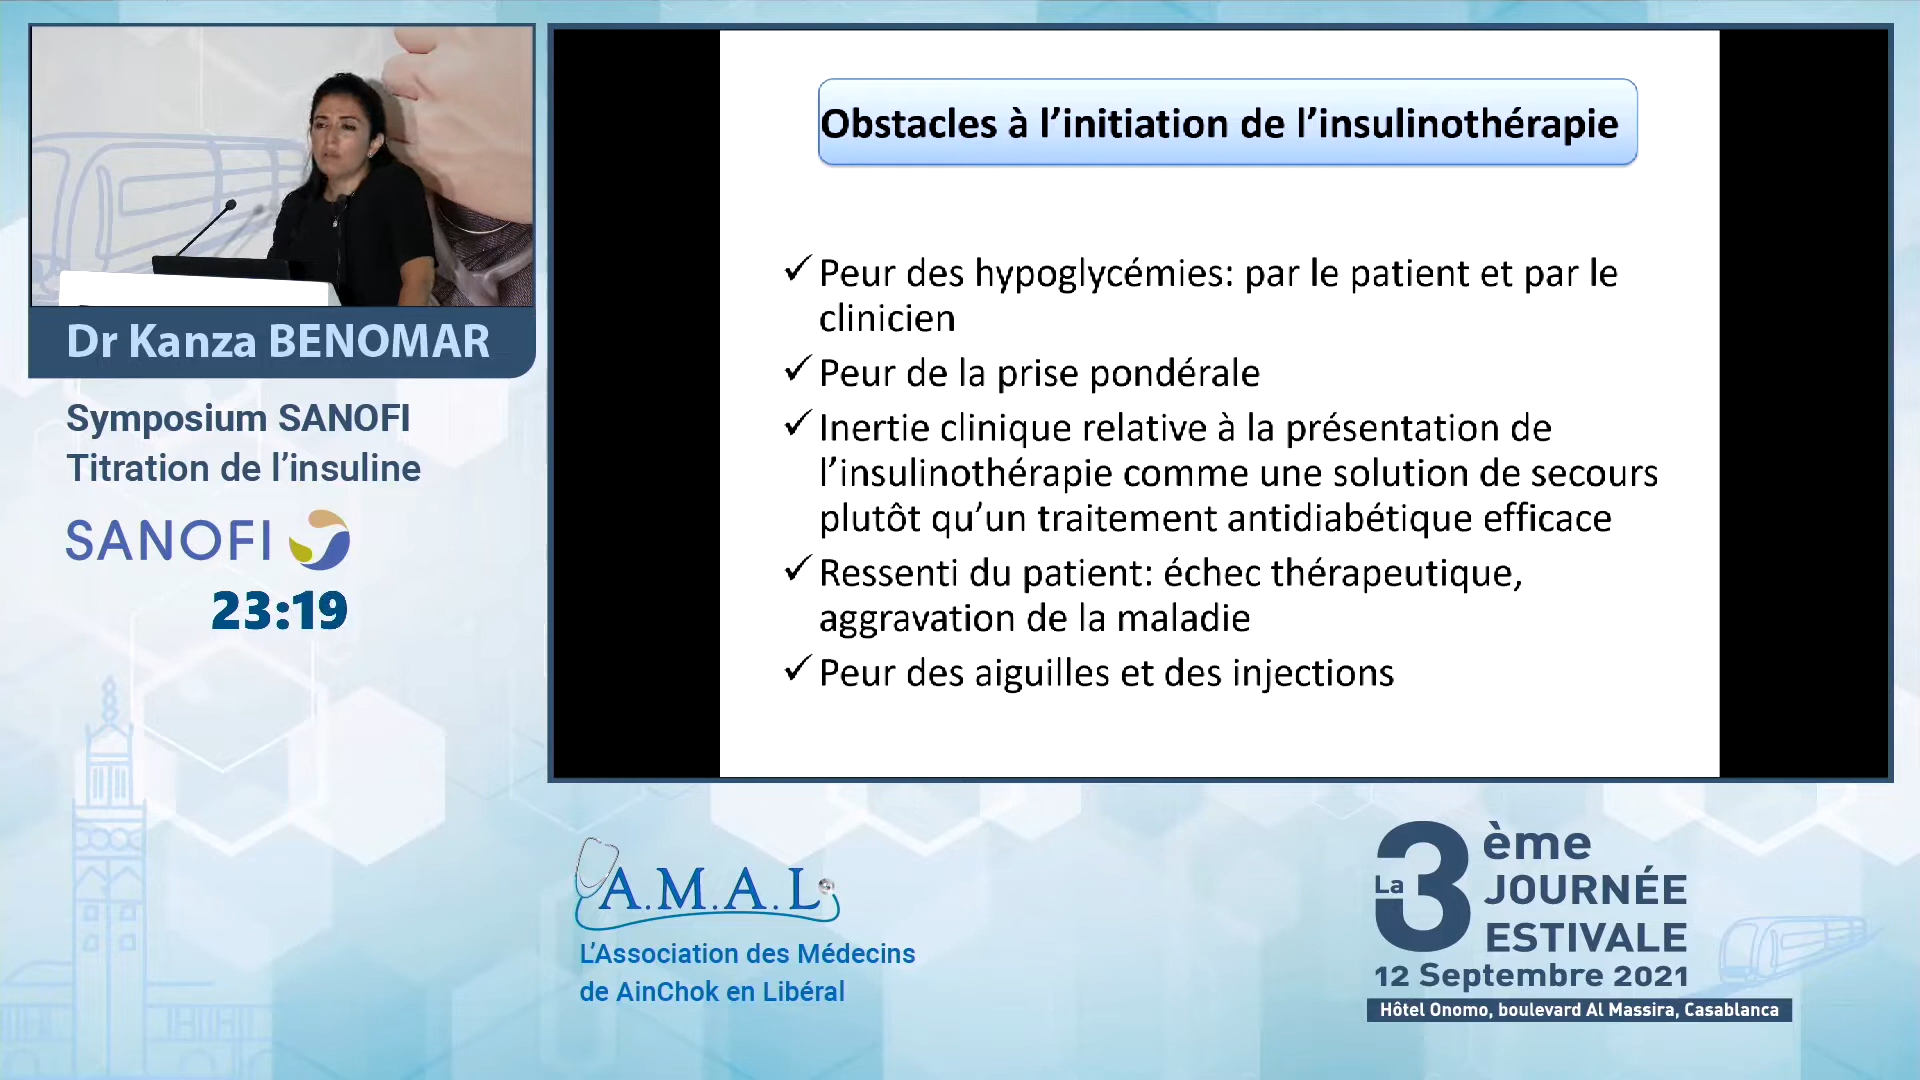 Dr Kanza BENOMAR
Symposium SANOFI
Titration de l’insuline
SANOFI
23:19
Obstacles à l’initiation de l’insulinothérapie
✓ Peur des hypoglycémies: par le patient et par le
clinicien
✓ Peur de la prise pondérale
✓ Inertie clinique relative à la présentation de
l’insulinothérapie comme une solution de secours
plutôt qu’un traitement antidiabétique efficace
✓ Ressenti du patient: échec thérapeutique,
aggravation de la maladie
✓ Peur des aiguilles et des injections
A.M.A.L
L’Association des Médecins
de AinChok en Libéral
La 3ème
JOURNÉE
ESTIVALE
12 Septembre 2021
Hôtel Onomo, boulevard Al Massira, Casablanca